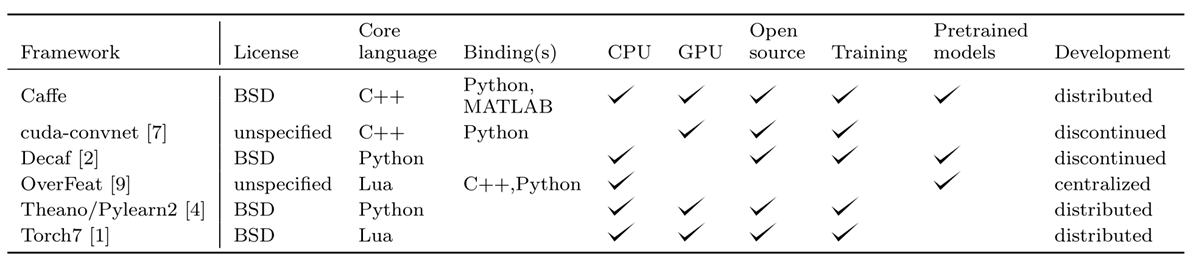 Framework License Core language Binding(s) CPU GPU Open source Training Pretrained models Development
Caffe BSD C++ Python, MATLAB ✓ ✓ ✓ ✓ ✓ distributed
cuda-convnet [7] unspecified C++ Python ✓ ✓ ✓ discontinued
Decaf [2] BSD Python ✓ ✓ ✓ ✓ discontinued
OverFeat [9] unspecified Lua C++,Python ✓ ✓ centralized
Theano/Pylearn2 [4] BSD Python ✓ ✓ ✓ ✓ distributed
Torch7 [1] BSD Lua ✓ ✓ ✓ ✓ distributed